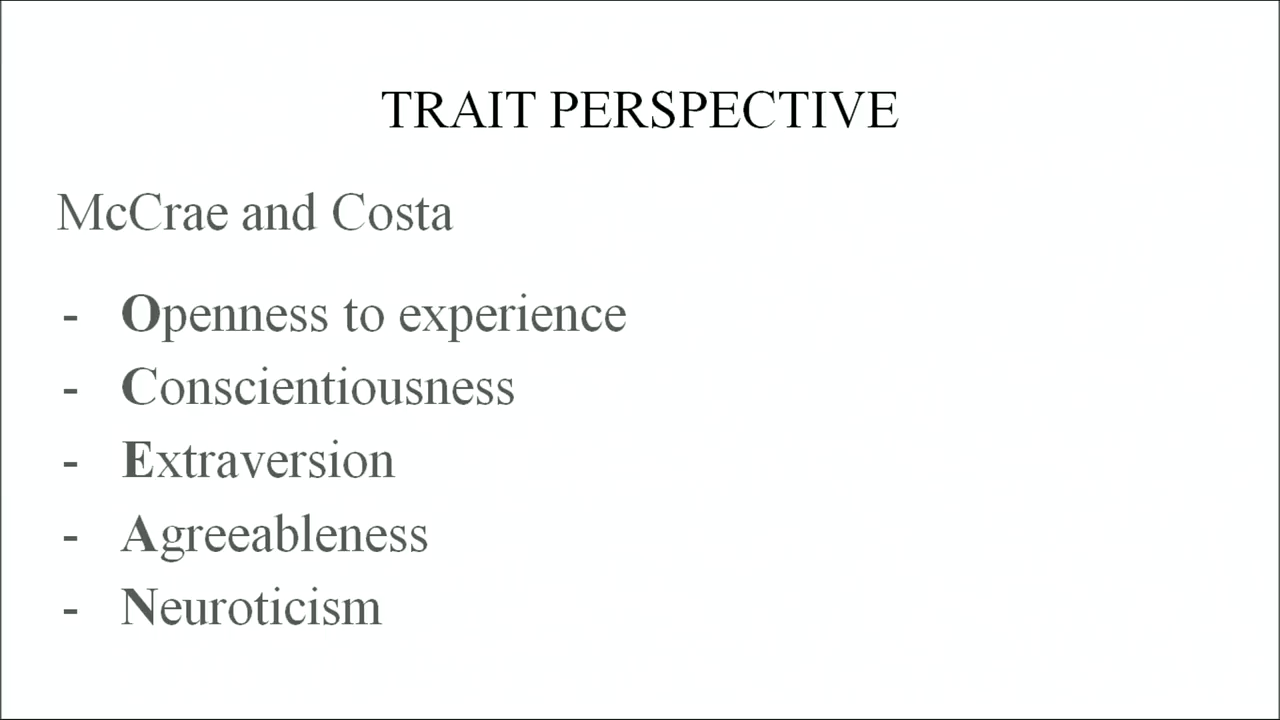 TRAIT PERSPECTIVE
McCrae and Costa
- Openness to experience
- Conscientiousness
- Extraversion
- Agreeableness
- Neuroticism